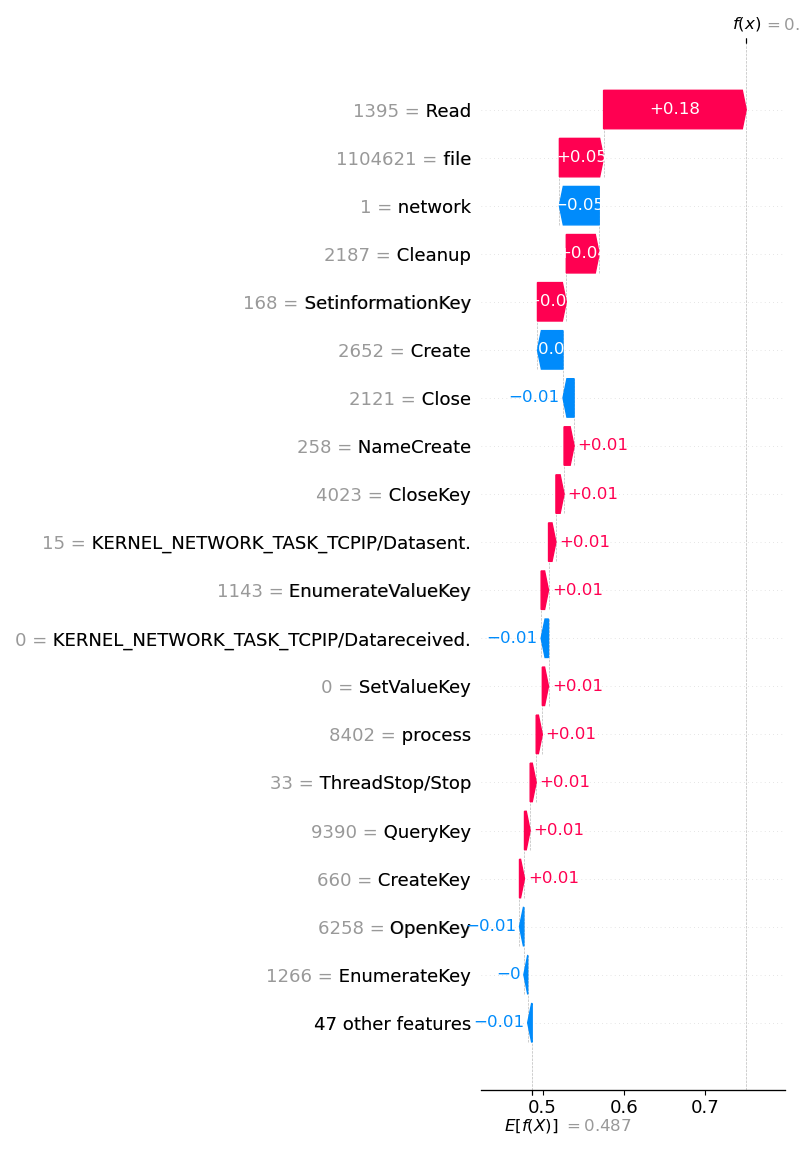 f(x) = 0.
1395 = Read +0.18
1104621 = file +0.05
1 = network −0.05
2187 = Cleanup
168 = SetinformationKey
2652 = Create
2121 = Close −0.01
258 = NameCreate +0.01
4023 = CloseKey +0.01
15 = KERNEL_NETWORK_TASK_TCPIP/Datasent. +0.01
1143 = EnumerateValueKey +0.01
0 = KERNEL_NETWORK_TASK_TCPIP/Datareceived. −0.01
0 = SetValueKey +0.01
8402 = process +0.01
33 = ThreadStop/Stop +0.01
9390 = QueryKey +0.01
660 = CreateKey +0.01
6258 = OpenKey −0.01
1266 = EnumerateKey −0
47 other features −0.01
0.5 0.6 0.7
E[f(X)] = 0.487